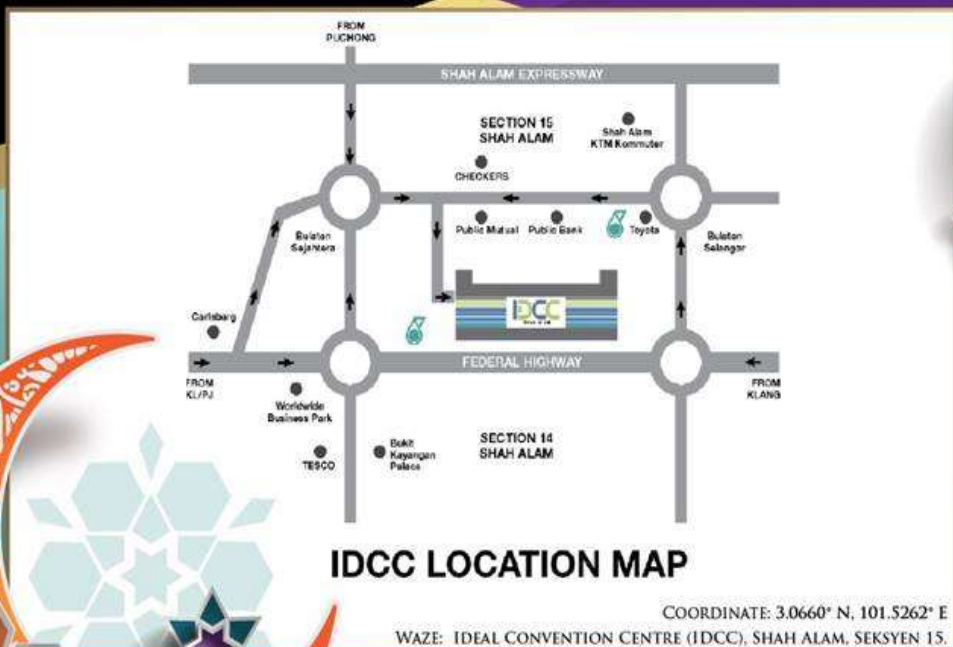 FROM
PUCHONG
SHAH ALAM EXPRESSWAY
SECTION 15
SHAH ALAM
Shah Alam
KTM Kommuter
CHECKERS
Bulatan
Sejahtera
Public Mutual
Public Bank
Toyota
Bulatan
Selangor
IDCC
Carlsberg
FEDERAL HIGHWAY
FROM
KL/PJ
FROM
KLANG
Worldwide
Business Park
TESCO
Bukit
Kayangan
Palace
SECTION 14
SHAH ALAM
IDCC LOCATION MAP
COORDINATE: 3.0660° N, 101.5262° E
WAZE: IDEAL CONVENTION CENTRE (IDCC), SHAH ALAM, SEKSYEN 15.